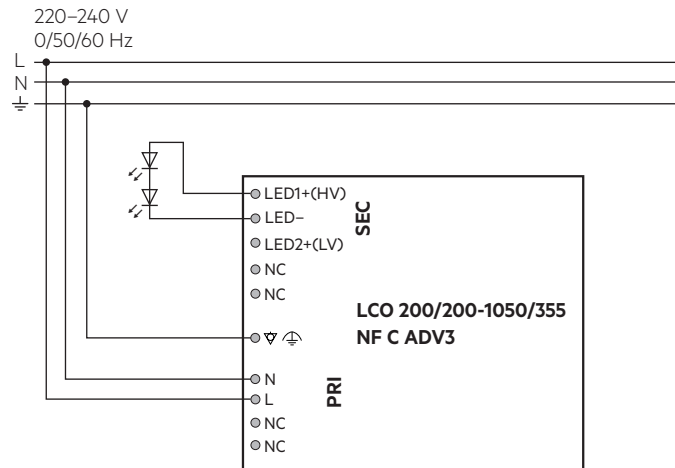 220–240 V
0/50/60 Hz
L
N
LED1+(HV)
LED–
LED2+(LV)
NC
NC
SEC
LCO 200/200-1050/355
NF C ADV3
N
L
NC
NC
PRI